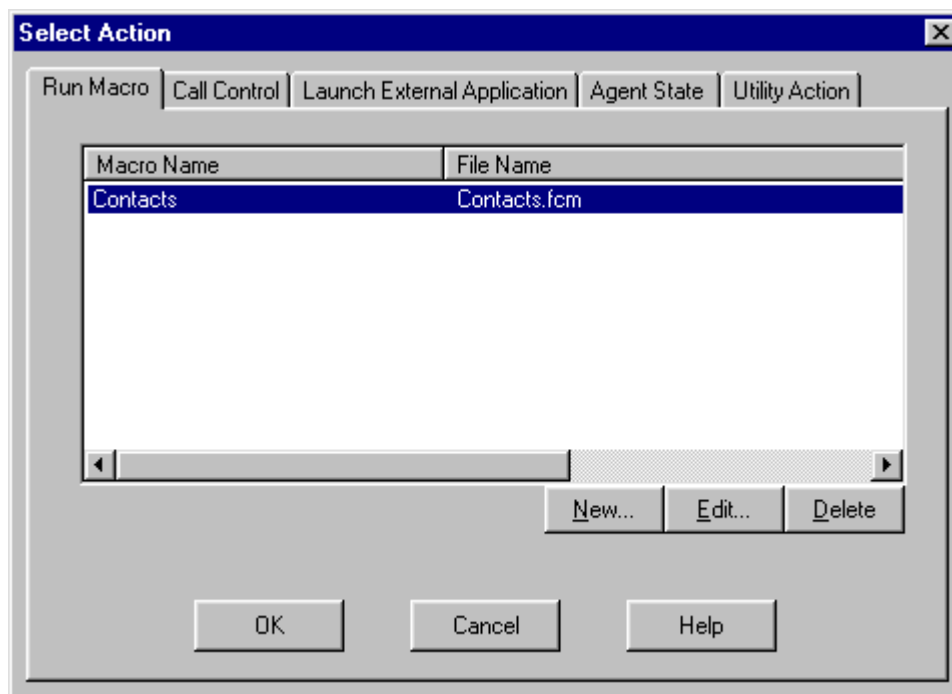 Select Action
Run Macro Call Control Launch External Application Agent State Utility Action
Macro Name File Name
Contacts Contacts.fcm
New... Edit... Delete
OK Cancel Help